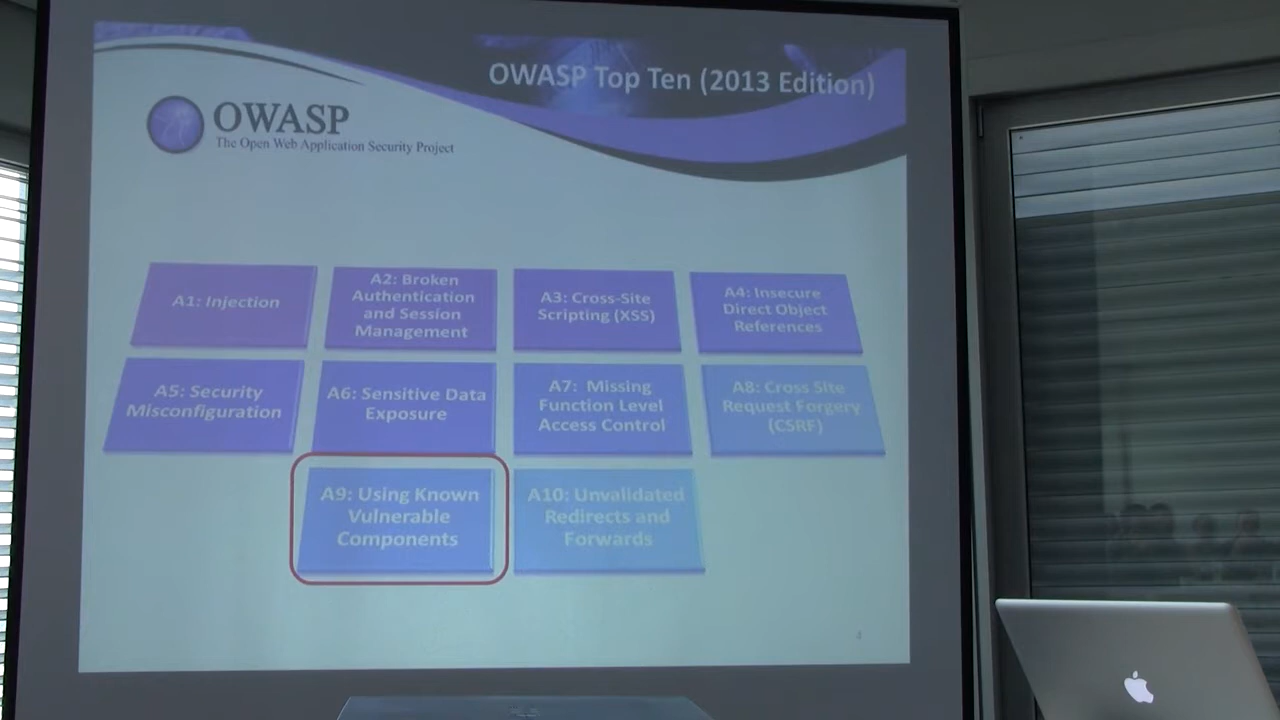 OWASP Top Ten (2013 Edition)
OWASP
The Open Web Application Security Project
A1: Injection
A2: Broken
Authentication
and Session
Management
A3: Cross-Site
Scripting (XSS)
A4: Insecure
Direct Object
References
A5: Security
Misconfiguration
A6: Sensitive Data
Exposure
A7:  Missing
Function Level
Access Control
A8: Cross Site
Request Forgery
(CSRF)
A9: Using Known
Vulnerable
Components
A10: Unvalidated
Redirects and
Forwards